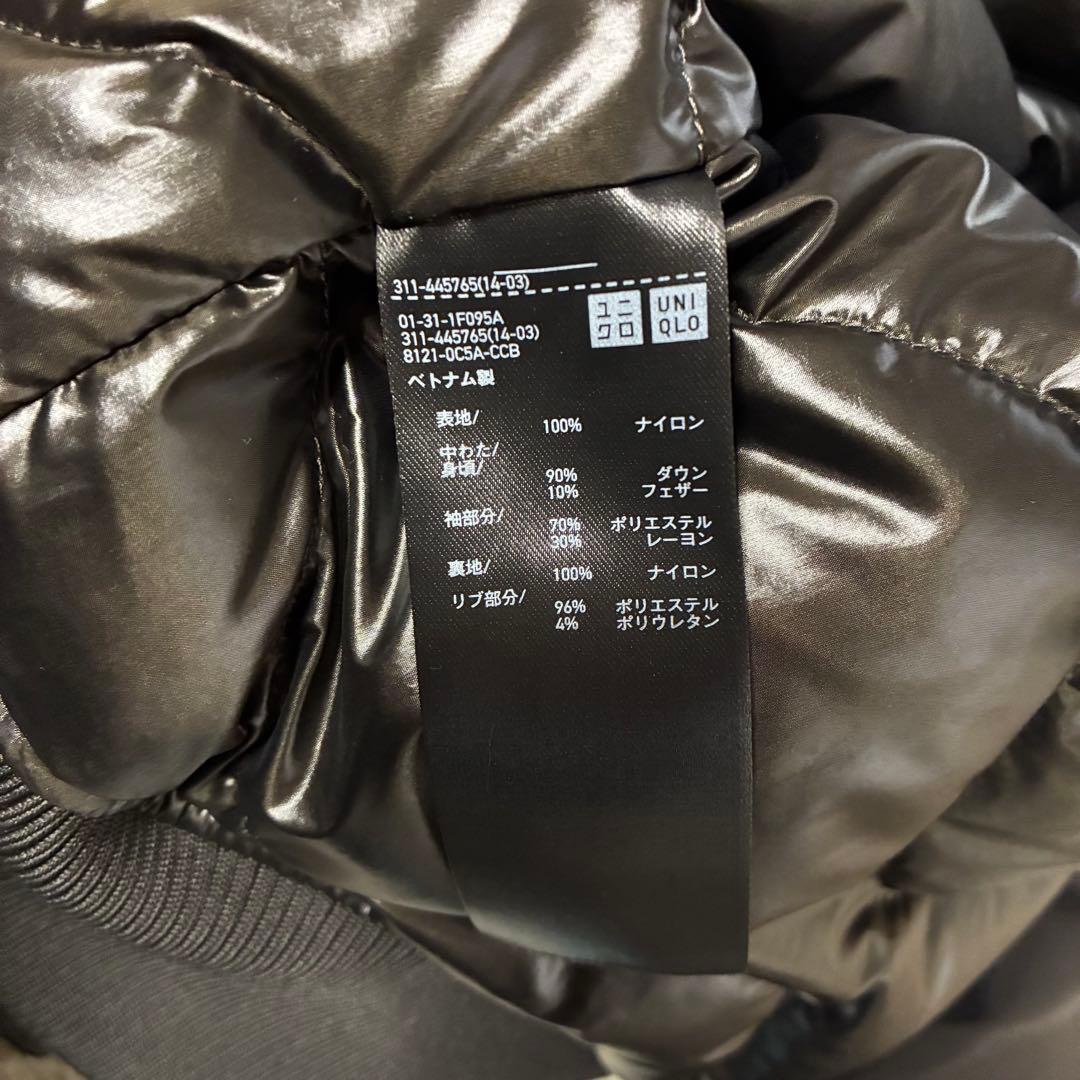 311-445765(14-03)
ユニ
クロ
UNI
QLO
01-31-1F095A
311-445765(14-03)
8121-0C5A-CCB
ベトナム製
表地/ 100% ナイロン
中わた/
身頃/ 90% ダウン
10% フェザー
袖部分/ 70% ポリエステル
30% レーヨン
裏地/ 100% ナイロン
リブ部分/ 96% ポリエステル
4% ポリウレタン